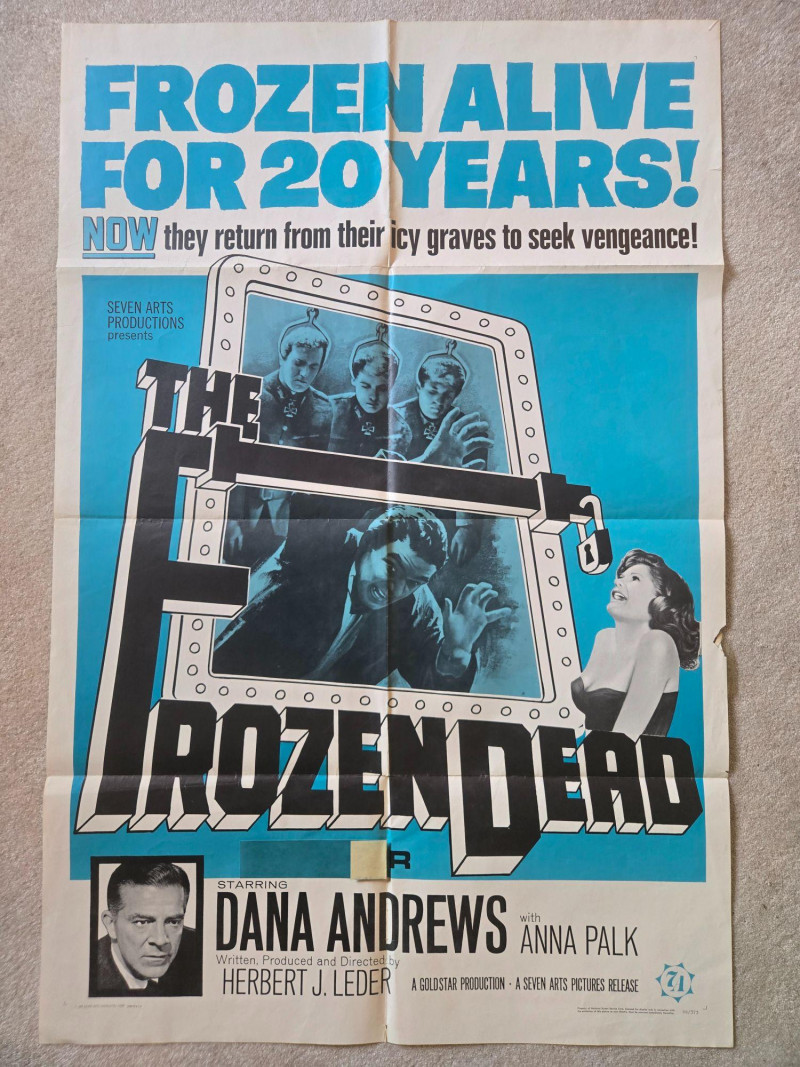 FROZEN ALIVE
FOR 20 YEARS!
NOW they return from their icy graves to seek vengeance!
SEVEN ARTS
PRODUCTIONS
presents
THE
FROZEN DEAD
R
STARRING
DANA ANDREWS
with
ANNA PALK
Written, Produced and Directed by
HERBERT J. LEDER
A GOLDSTAR PRODUCTION · A SEVEN ARTS PICTURES RELEASE
7A